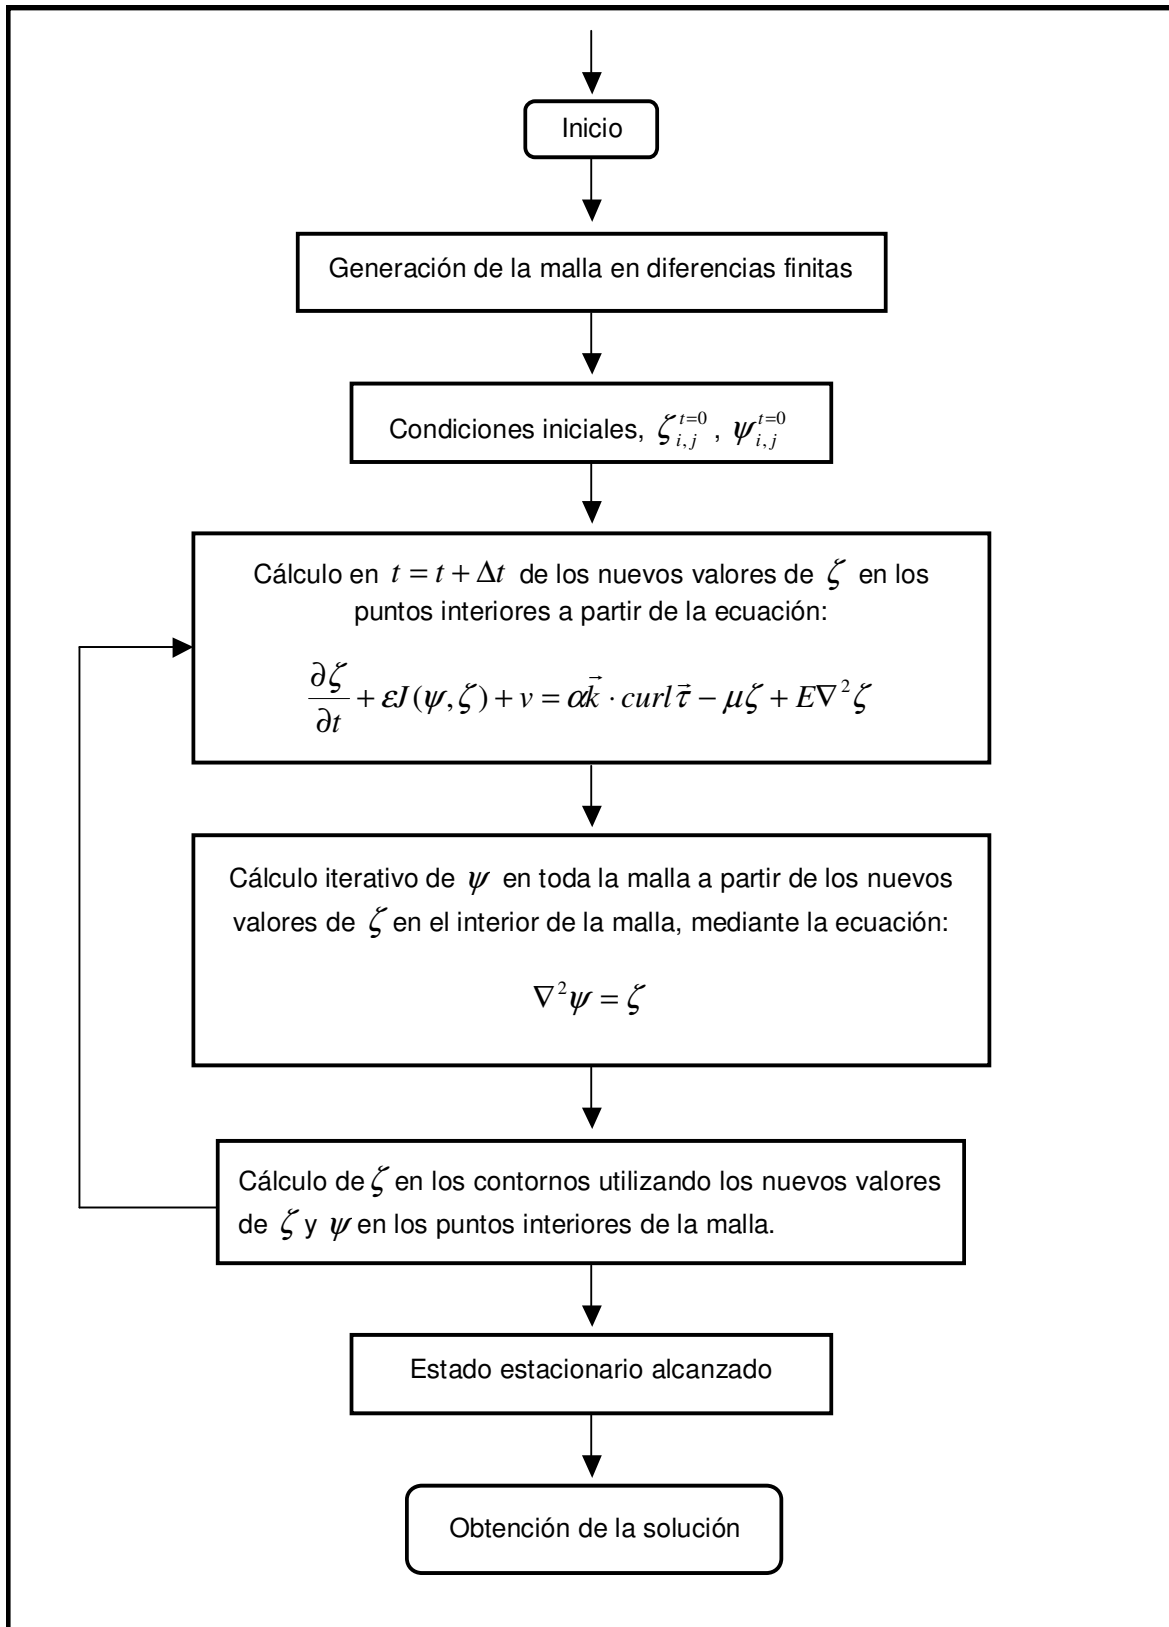 Inicio
Generación de la malla en diferencias finitas
Condiciones iniciales, ζ_{i,j}^{t=0} , ψ_{i,j}^{t=0}
Cálculo en t = t + Δt de los nuevos valores de ζ en los
puntos interiores a partir de la ecuación:
∂ζ/∂t + εJ(ψ,ζ) + v = αk⃗ · curl τ⃗ − μζ + E∇²ζ
Cálculo iterativo de ψ en toda la malla a partir de los nuevos
valores de ζ en el interior de la malla, mediante la ecuación:
∇²ψ = ζ
Cálculo de ζ en los contornos utilizando los nuevos valores
de ζ y ψ en los puntos interiores de la malla.
Estado estacionario alcanzado
Obtención de la solución